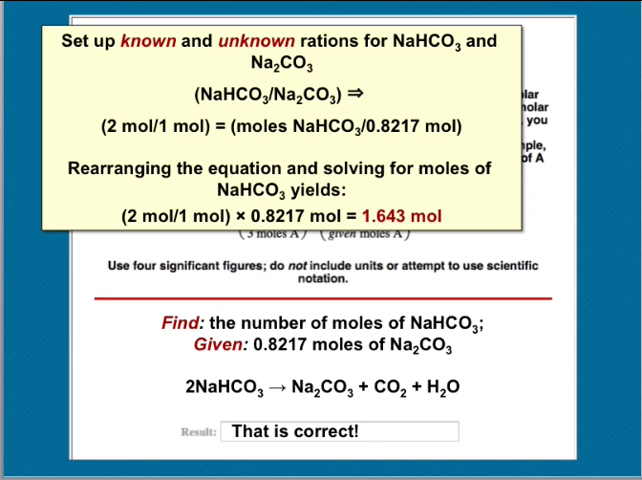 Set up known and unknown rations for NaHCO₃ and
Na₂CO₃
(NaHCO₃/Na₂CO₃) ⇒
(2 mol/1 mol) = (moles NaHCO₃/0.8217 mol)
Rearranging the equation and solving for moles of
NaHCO₃ yields:
(2 mol/1 mol) × 0.8217 mol = 1.643 mol
you
of A
(3 moles A) (given moles A)
Use four significant figures; do not include units or attempt to use scientific
notation.
Find: the number of moles of NaHCO₃;
Given: 0.8217 moles of Na₂CO₃
2NaHCO₃ → Na₂CO₃ + CO₂ + H₂O
Result: That is correct!